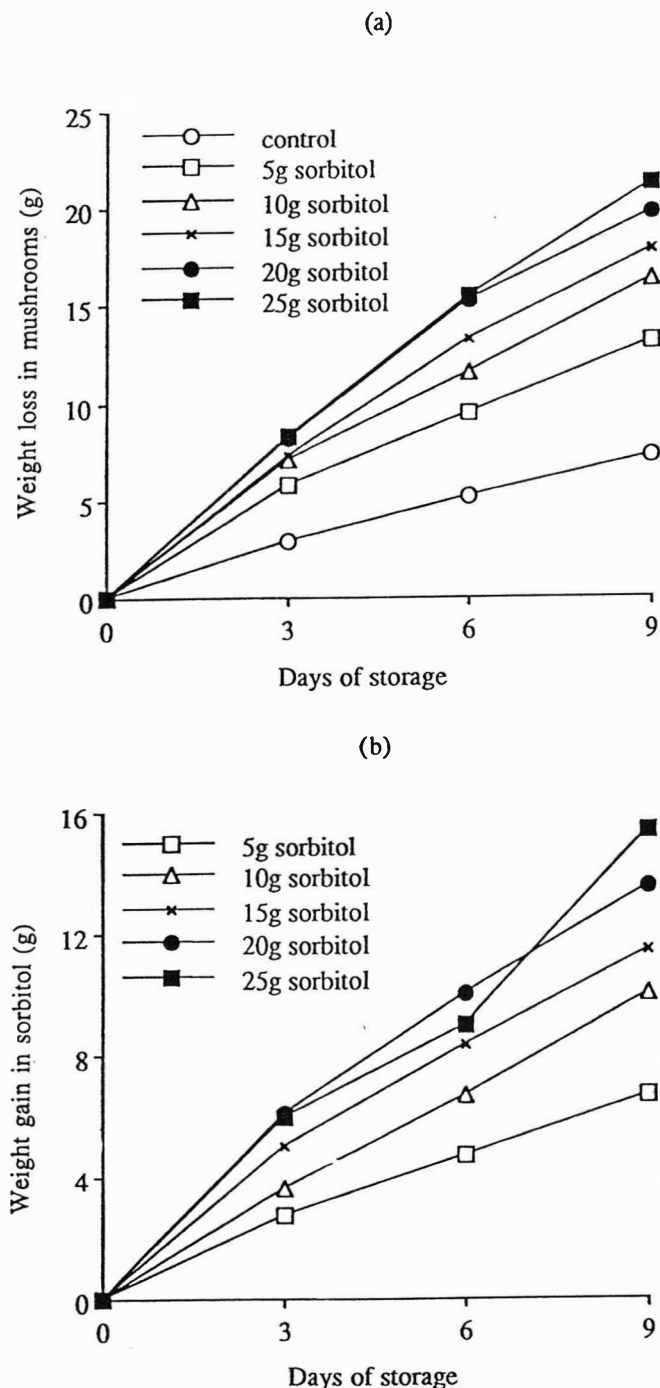 (a)
25
20
15
10
5
0
Weight loss in mushrooms (g)
control
5g sorbitol
10g sorbitol
15g sorbitol
20g sorbitol
25g sorbitol
0 3 6 9
Days of storage
(b)
16
12
8
4
0
Weight gain in sorbitol (g)
5g sorbitol
10g sorbitol
15g sorbitol
20g sorbitol
25g sorbitol
0 3 6 9
Days of storage